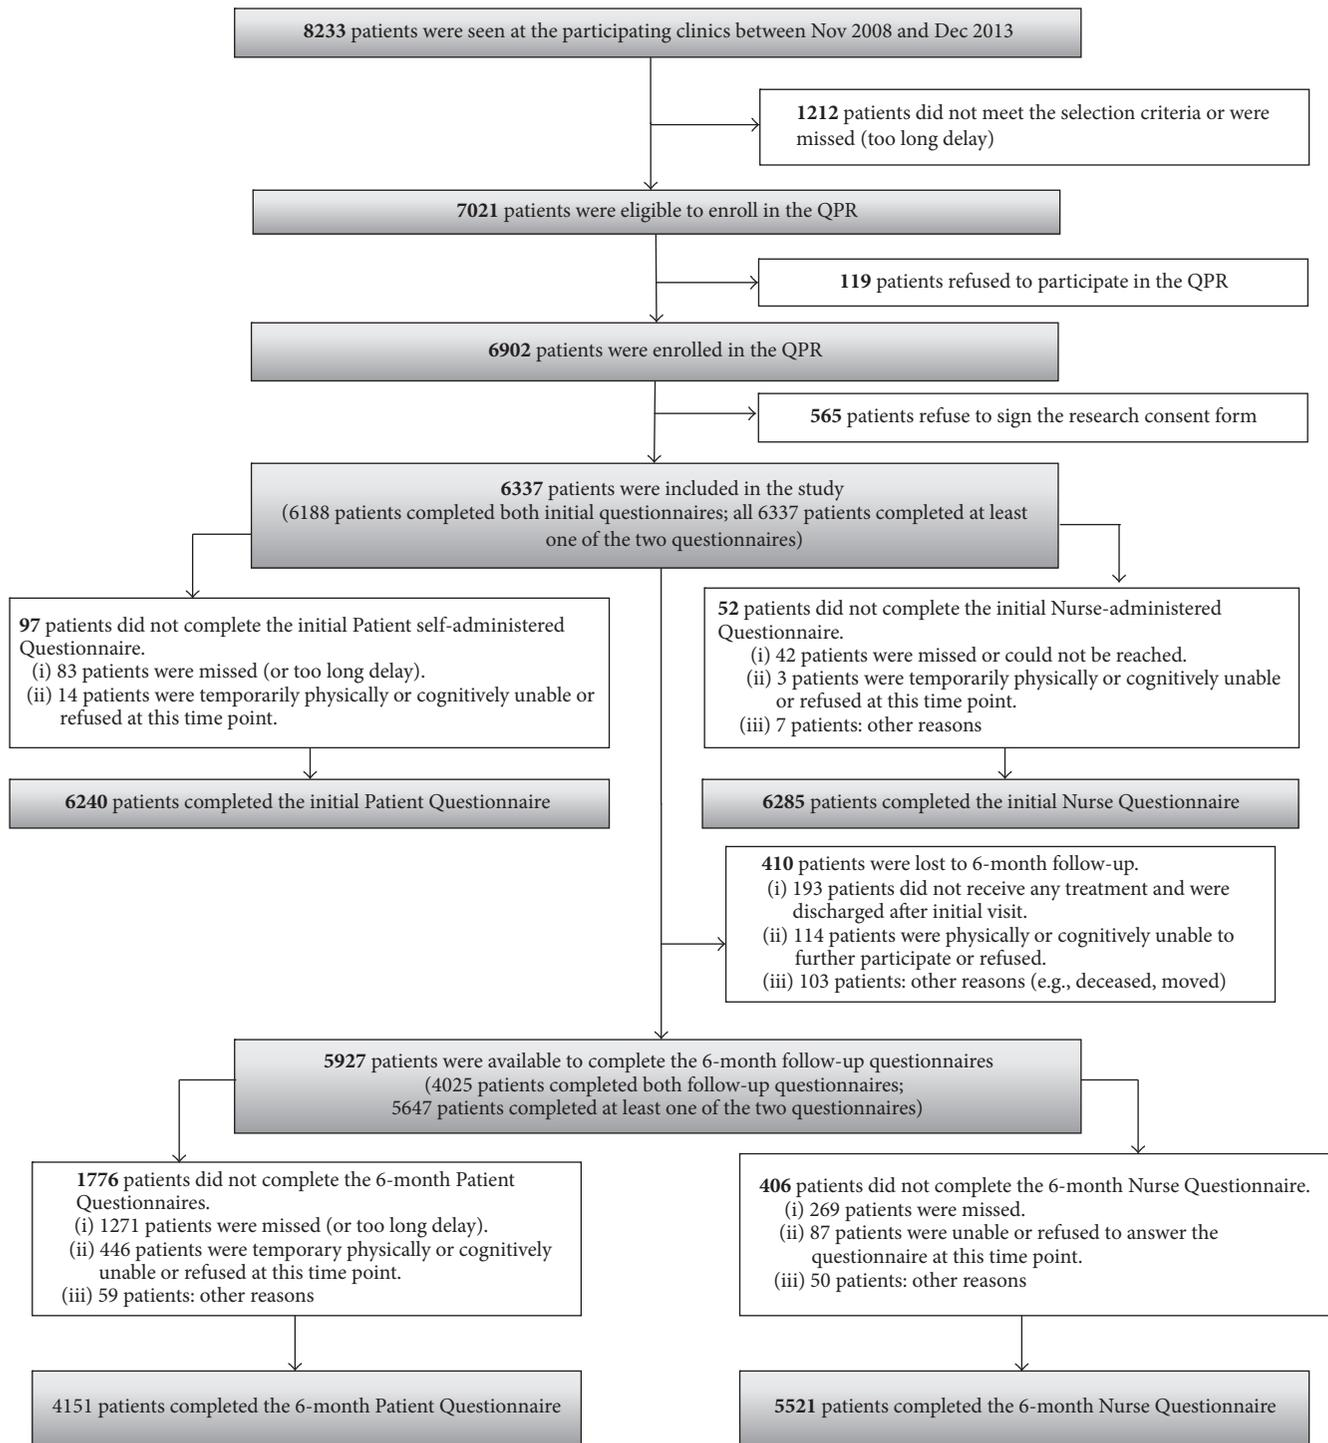 8233 patients were seen at the participating clinics between Nov 2008 and Dec 2013
1212 patients did not meet the selection criteria or were
missed (too long delay)
7021 patients were eligible to enroll in the QPR
119 patients refused to participate in the QPR
6902 patients were enrolled in the QPR
565 patients refuse to sign the research consent form
6337 patients were included in the study
(6188 patients completed both initial questionnaires; all 6337 patients completed at least
one of the two questionnaires)
97 patients did not complete the initial Patient self-administered
Questionnaire.
(i) 83 patients were missed (or too long delay).
(ii) 14 patients were temporarily physically or cognitively unable or
refused at this time point.
52 patients did not complete the initial Nurse-administered
Questionnaire.
(i) 42 patients were missed or could not be reached.
(ii) 3 patients were temporarily physically or cognitively unable
or refused at this time point.
(iii) 7 patients: other reasons
6240 patients completed the initial Patient Questionnaire
6285 patients completed the initial Nurse Questionnaire
410 patients were lost to 6-month follow-up.
(i) 193 patients did not receive any treatment and were
discharged after initial visit.
(ii) 114 patients were physically or cognitively unable to
further participate or refused.
(iii) 103 patients: other reasons (e.g., deceased, moved)
5927 patients were available to complete the 6-month follow-up questionnaires
(4025 patients completed both follow-up questionnaires;
5647 patients completed at least one of the two questionnaires)
1776 patients did not complete the 6-month Patient
Questionnaires.
(i) 1271 patients were missed (or too long delay).
(ii) 446 patients were temporary physically or cognitively
unable or refused at this time point.
(iii) 59 patients: other reasons
406 patients did not complete the 6-month Nurse Questionnaire.
(i) 269 patients were missed.
(ii) 87 patients were unable or refused to answer the
questionnaire at this time point.
(iii) 50 patients: other reasons
4151 patients completed the 6-month Patient Questionnaire
5521 patients completed the 6-month Nurse Questionnaire